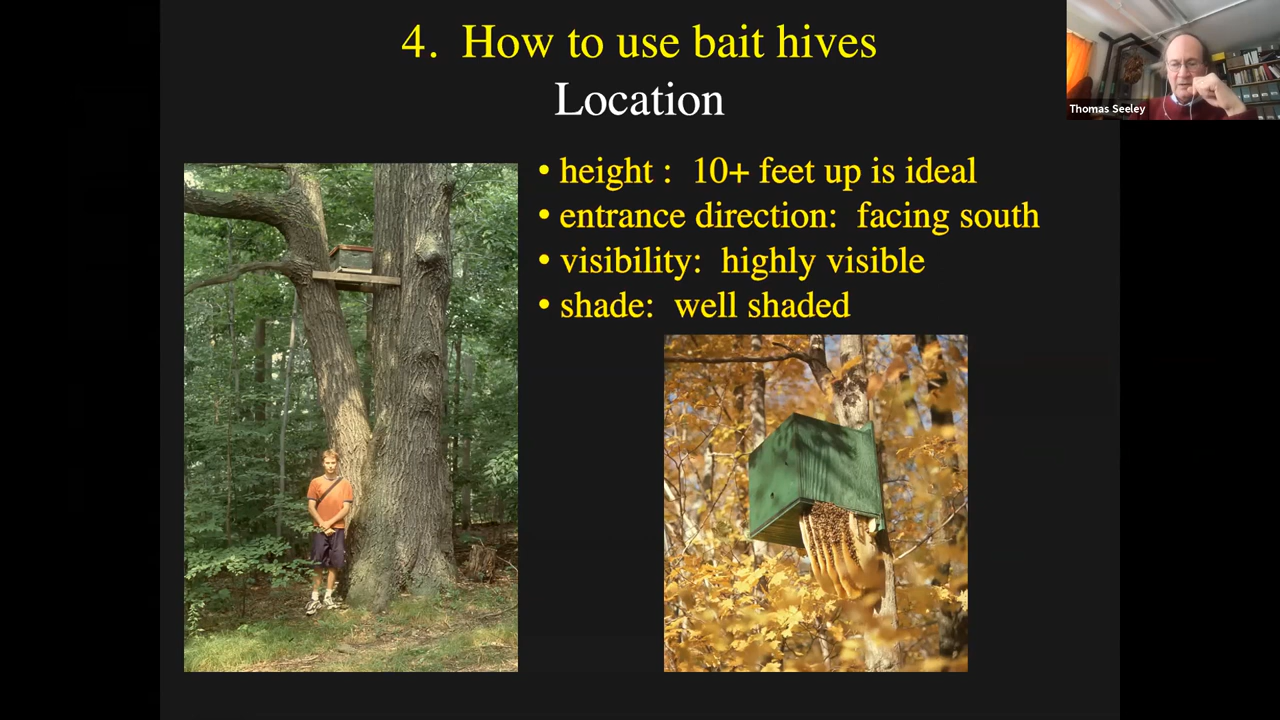 4. How to use bait hives
Location
Thomas Seeley
• height : 10+ feet up is ideal
• entrance direction: facing south
• visibility: highly visible
• shade: well shaded